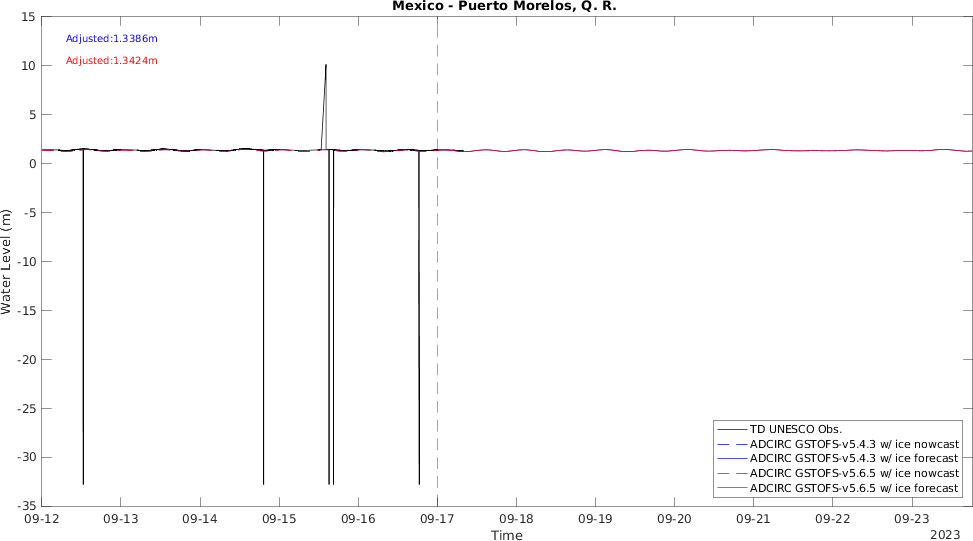 Mexico - Puerto Morelos, Q. R.
15
Adjusted:1.3386m
Adjusted:1.3424m
10
5
0
-5
-10
-15
-20
-25
-30
-35
Water Level (m)
TD UNESCO Obs.
ADCIRC GSTOFS-v5.4.3 w/ ice nowcast
ADCIRC GSTOFS-v5.4.3 w/ ice forecast
ADCIRC GSTOFS-v5.6.5 w/ ice nowcast
ADCIRC GSTOFS-v5.6.5 w/ ice forecast
09-12 09-13 09-14 09-15 09-16 09-17 09-18 09-19 09-20 09-21 09-22 09-23
Time
2023